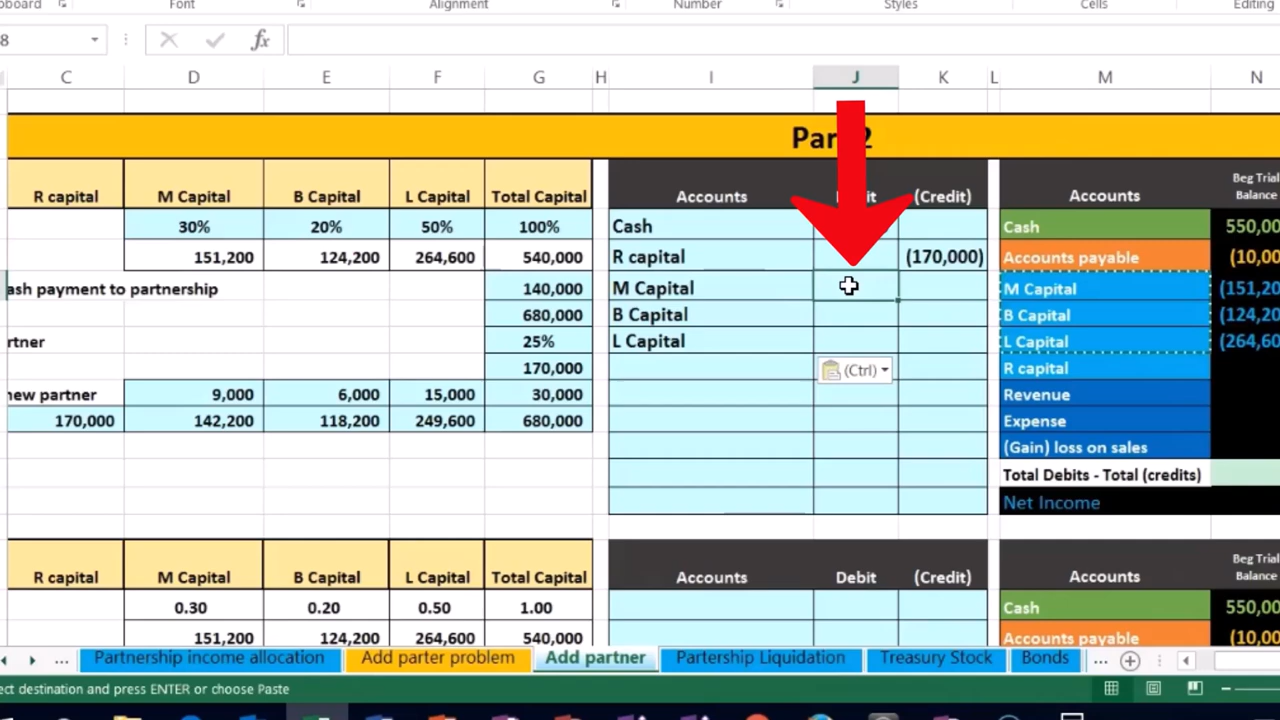 Font Alignment Number Styles Cells Editing
8 fx
C D E F G H I J K L M N
R capital M Capital B Capital L Capital Total Capital Accounts (Credit) Accounts Beg Trial Balance
30% 20% 50% 100% Cash Cash 550,00
151,200 124,200 264,600 540,000 R capital (170,000) Accounts payable (10,00
ash payment to partnership 140,000 M Capital M Capital (151,20
680,000 B Capital B Capital (124,20
rtner 25% L Capital L Capital (264,60
170,000 (Ctrl) R capital
new partner 9,000 6,000 15,000 30,000 Revenue
170,000 142,200 118,200 249,600 680,000 Expense
(Gain) loss on sales
Total Debits - Total (credits)
Net Income
R capital M Capital B Capital L Capital Total Capital Accounts Debit (Credit) Accounts Beg Trial Balance
0.30 0.20 0.50 1.00 Cash 550,00
151,200 124,200 264,600 540,000 Accounts payable (10,00
... Partnership income allocation Add parter problem Add partner Partership Liquidation Treasury Stock Bonds ...
ect destination and press ENTER or choose Paste